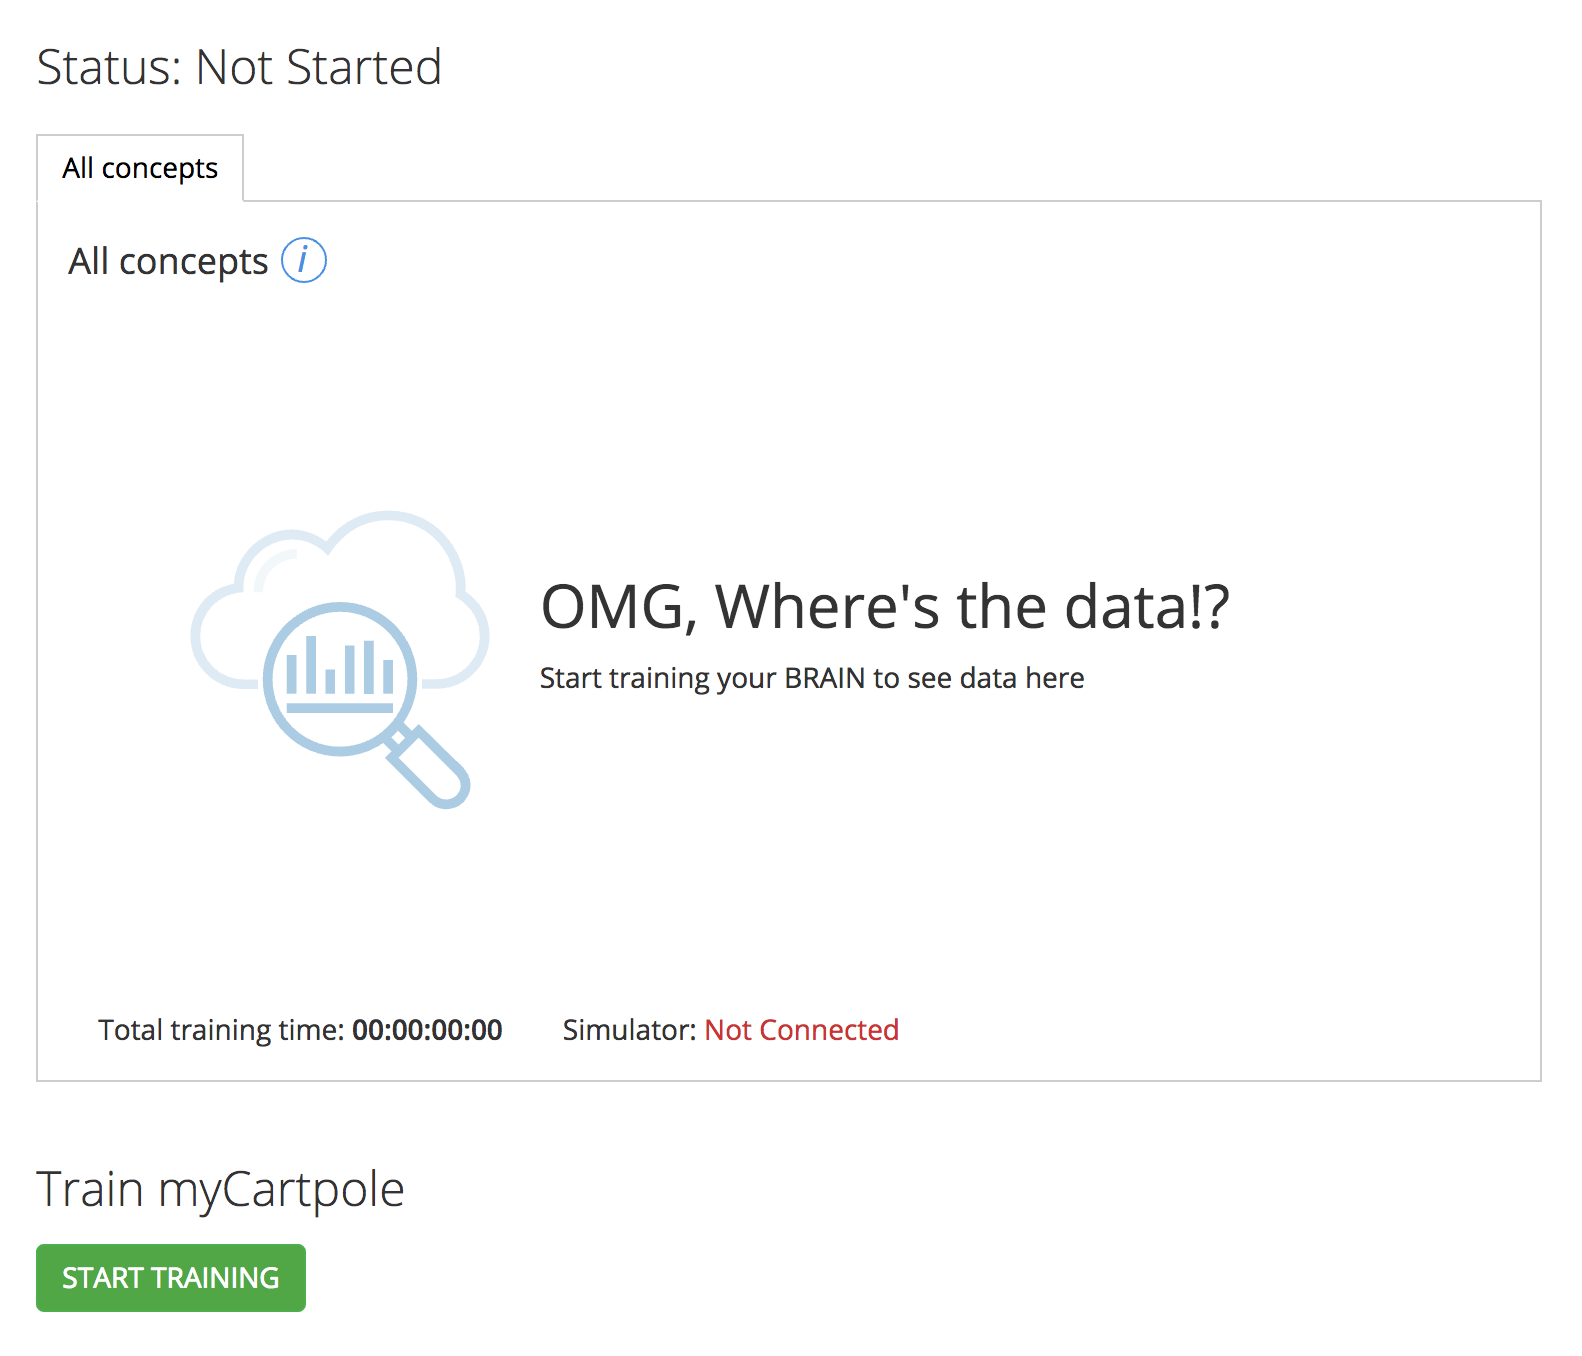 Status: Not Started
All concepts
All concepts i
OMG, Where's the data!?
Start training your BRAIN to see data here
Total training time: 00:00:00:00 Simulator: Not Connected
Train myCartpole
START TRAINING